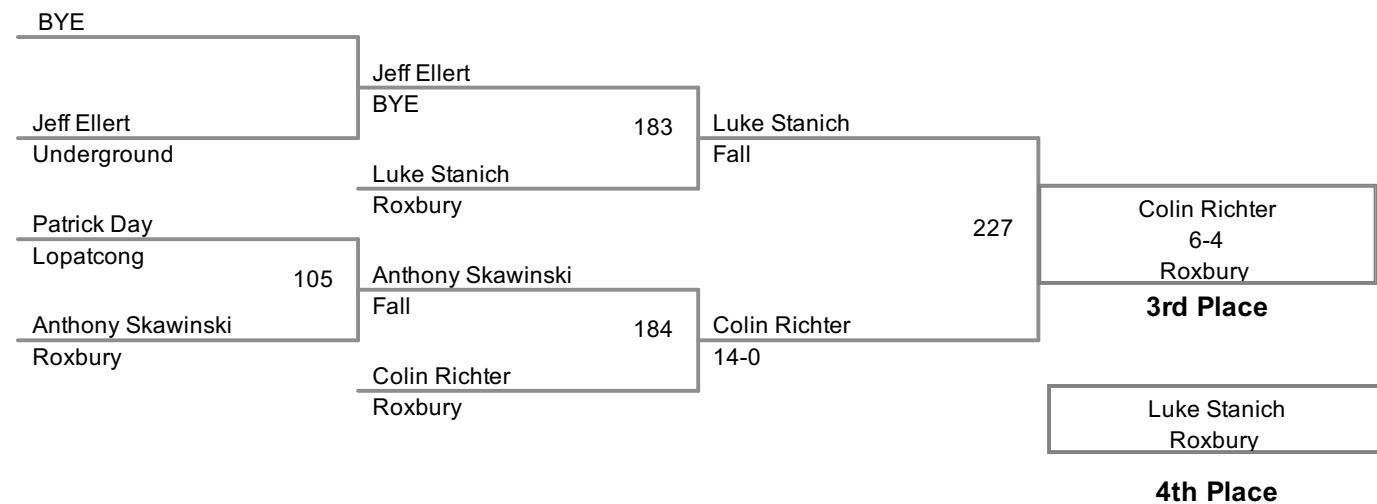 BYE
Jeff Ellert
Underground
Patrick Day
Lopatcong
105
Anthony Skawinski
Roxbury
Jeff Ellert
BYE
183
Luke Stanich
Roxbury
Anthony Skawinski
Fall
184
Colin Richter
Roxbury
Luke Stanich
Fall
227
Colin Richter
14-0
Colin Richter
6-4
Roxbury
3rd Place
Luke Stanich
Roxbury
4th Place